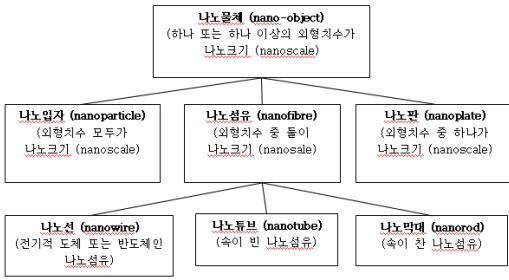 나노물체 (nano-object)
(하나 또는 하나 이상의 외형치수가
나노크기 (nanoscale)
나노입자 (nanoparticle)
(외형치수 모두가
나노크기 (nanoscale)
나노섬유 (nanofibre)
(외형치수 중 둘이
나노크기 (nanosale)
나노판 (nanoplate)
(외형치수 중 하나가
나노크기 (nanoscale)
나노선 (nanowire)
(전기적 도체 또는 반도체인
나노섬유)
나노튜브 (nanotube)
(속이 빈 나노섬유)
나노막대 (nanorod)
(속이 찬 나노섬유)